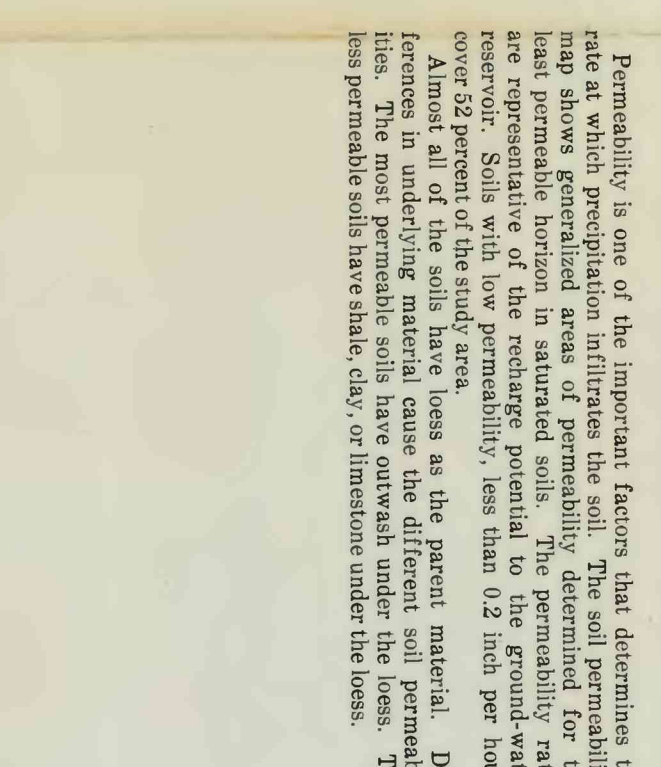 Permeability is one of the important factors that determines t
rate at which precipitation infiltrates the soil. The soil permeabili
map shows generalized areas of permeability determined for t
least permeable horizon in saturated soils. The permeability rat
are representative of the recharge potential to the ground-wat
reservoir. Soils with low permeability, less than 0.2 inch per hou
cover 52 percent of the study area.
Almost all of the soils have loess as the parent material. D
ferences in underlying material cause the different soil permeab
ities. The most permeable soils have outwash under the loess. T
less permeable soils have shale, clay, or limestone under the loess.